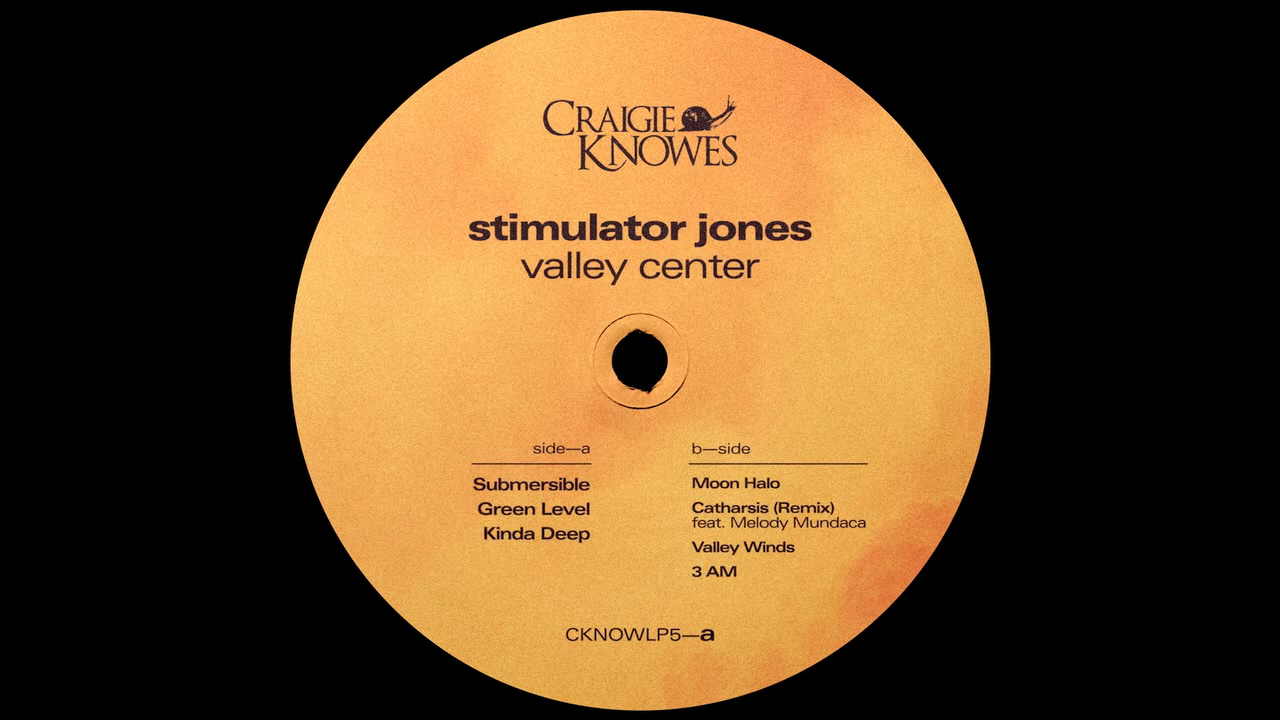 CRAIGIE
KNOWES
stimulator jones
valley center
side—a
Submersible
Green Level
Kinda Deep
b—side
Moon Halo
Catharsis (Remix)
feat. Melody Mundaca
Valley Winds
3 AM
CKNOWLP5—a